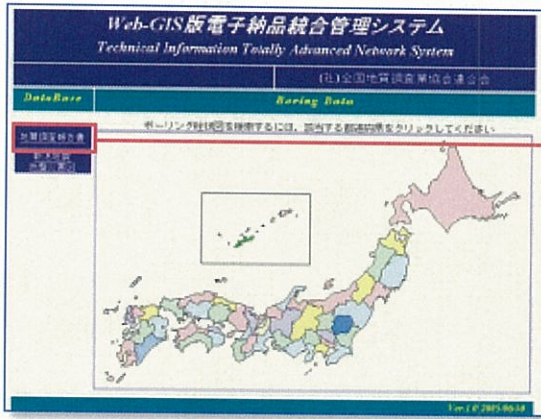 Web-GIS版電子納品統合管理システム
Technical Information Totally Advanced Network System
(社)全国地質調査業協会連合会
DataBase
Boring Data
ボーリング柱状図を検索するには、該当する都道府県をクリックしてください
地質調査報告書
Ver.1.0 2005/06/30